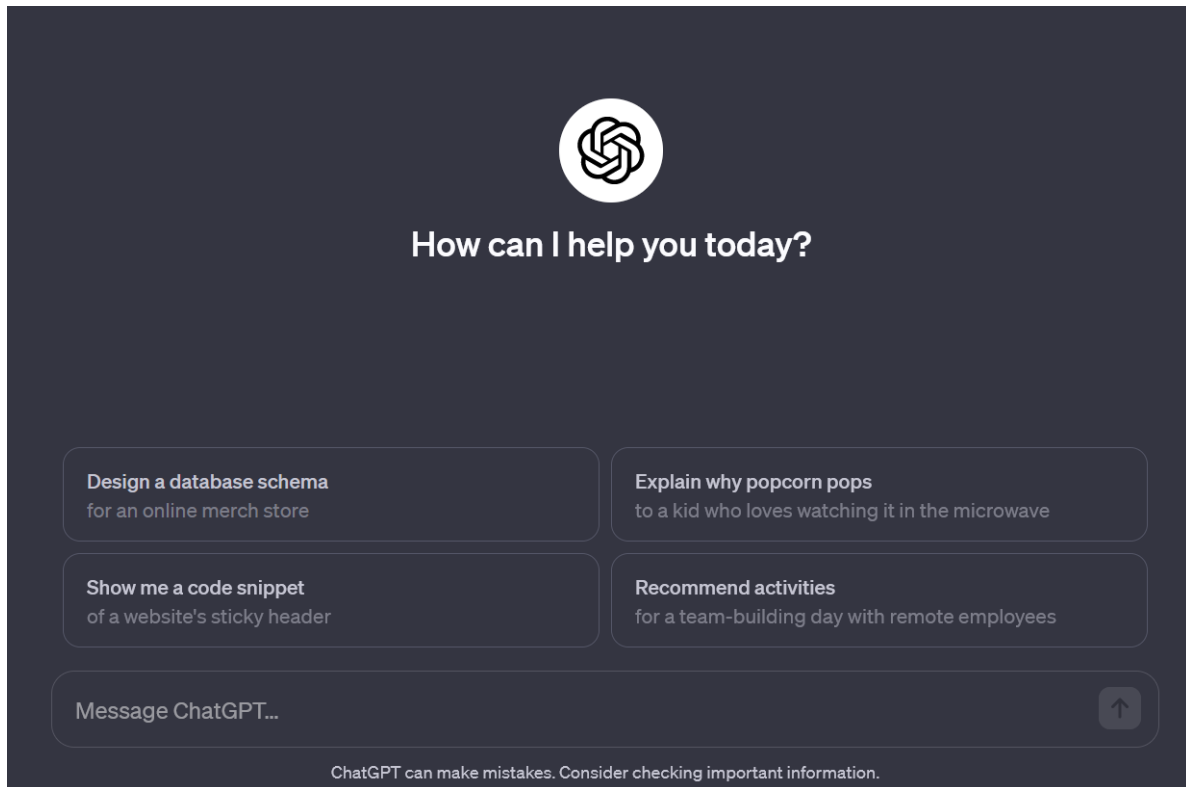 How can I help you today?
Design a database schema
for an online merch store
Explain why popcorn pops
to a kid who loves watching it in the microwave
Show me a code snippet
of a website's sticky header
Recommend activities
for a team-building day with remote employees
Message ChatGPT...
ChatGPT can make mistakes. Consider checking important information.